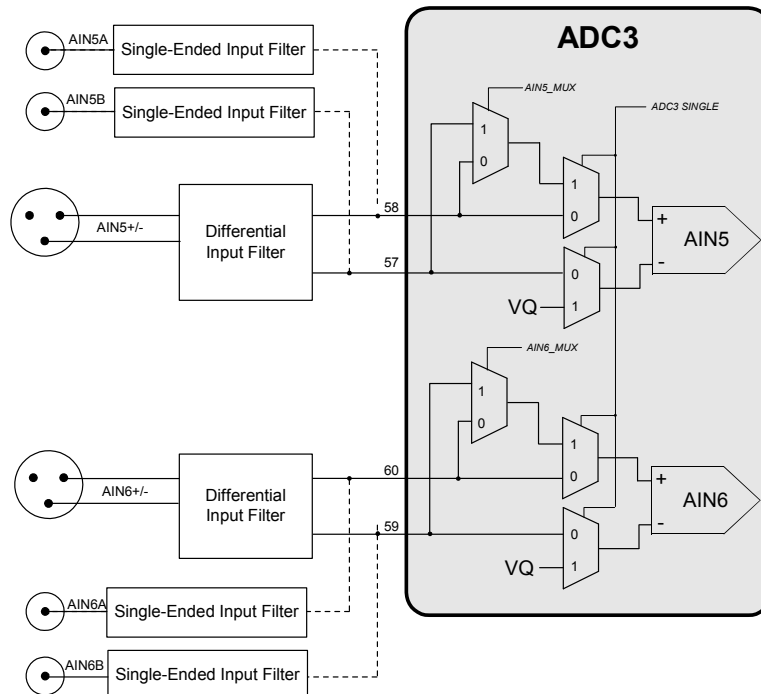 ADC3
AIN5A
Single-Ended Input Filter
AIN5B
Single-Ended Input Filter
AIN5_MUX
ADC3 SINGLE
1
0
1
0
58
AIN5+/-
Differential
Input Filter
57
+
-
AIN5
0
1
VQ
AIN6_MUX
1
0
1
0
60
AIN6+/-
Differential
Input Filter
59
+
-
AIN6
0
1
VQ
AIN6A
Single-Ended Input Filter
AIN6B
Single-Ended Input Filter